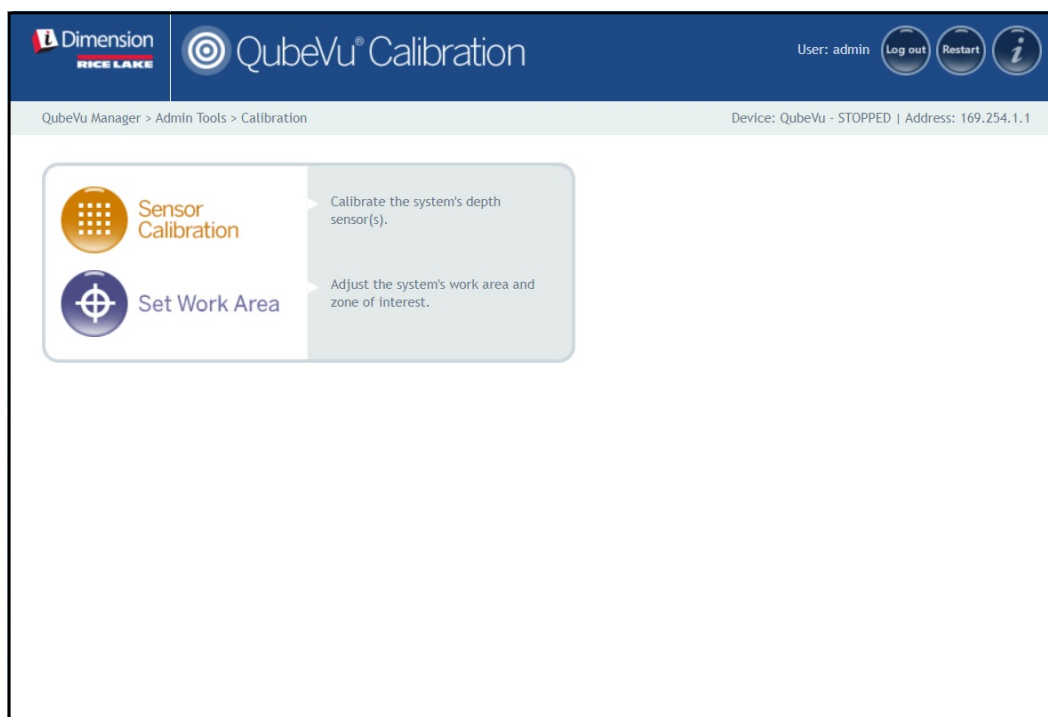 iDimension
RICE LAKE
QubeVu® Calibration
User: admin
Log out
Restart
i
QubeVu Manager > Admin Tools > Calibration
Device: QubeVu - STOPPED | Address: 169.254.1.1
Sensor
Calibration
Calibrate the system's depth
sensor(s).
Set Work Area
Adjust the system's work area and
zone of interest.